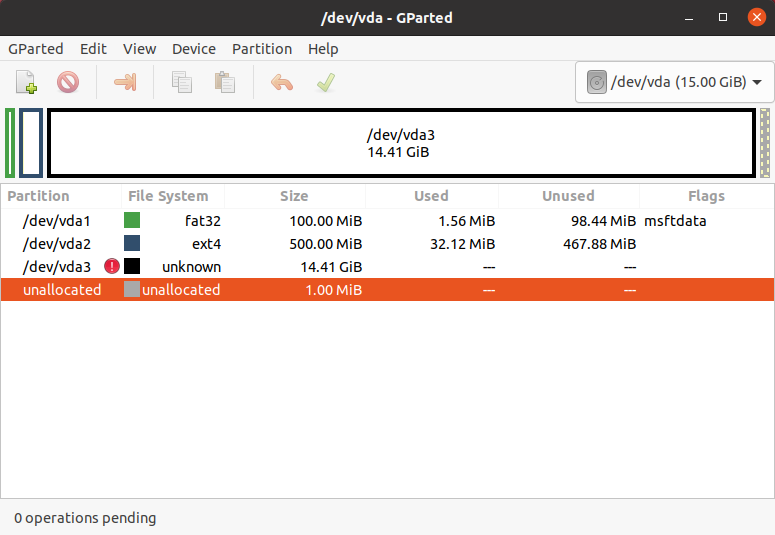 /dev/vda - GParted
GParted Edit View Device Partition Help
/dev/vda (15.00 GiB)
/dev/vda3
14.41 GiB
Partition File System Size Used Unused Flags
/dev/vda1 fat32 100.00 MiB 1.56 MiB 98.44 MiB msftdata
/dev/vda2 ext4 500.00 MiB 32.12 MiB 467.88 MiB
/dev/vda3 unknown 14.41 GiB --- ---
unallocated unallocated 1.00 MiB --- ---
0 operations pending